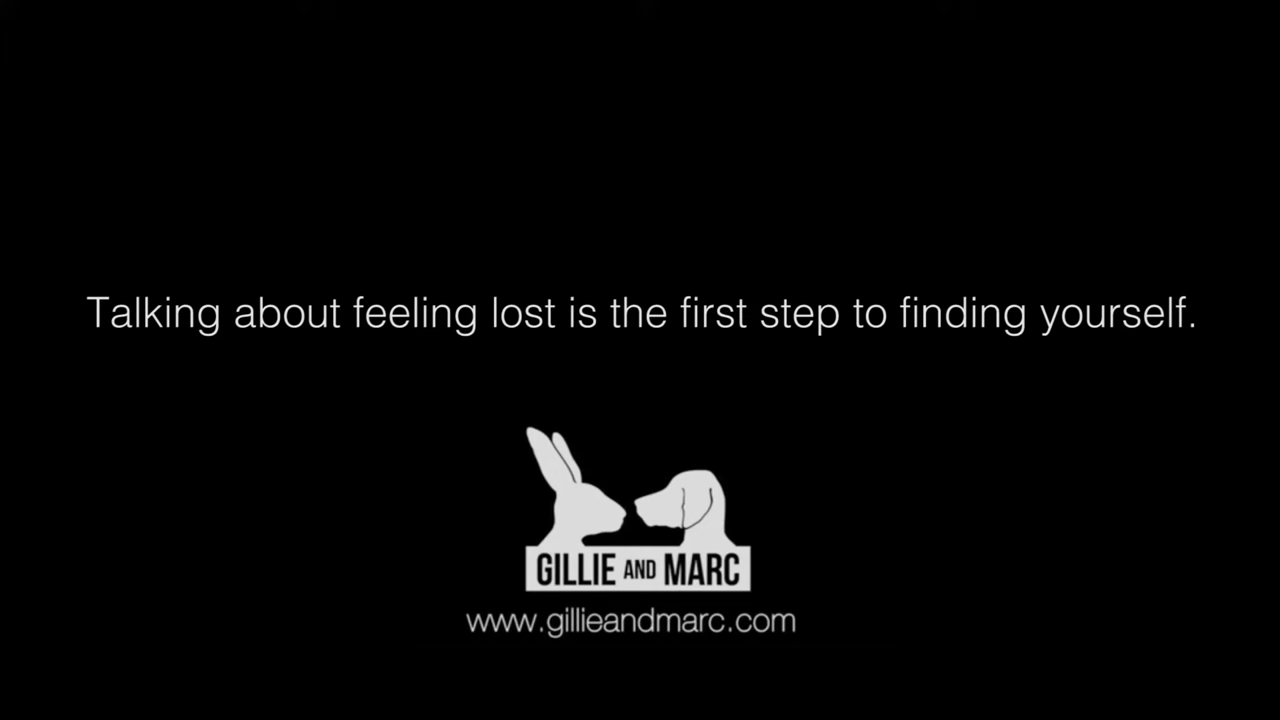 Talking about feeling lost is the first step to finding yourself.
GILLIE AND MARC
www.gillieandmarc.com